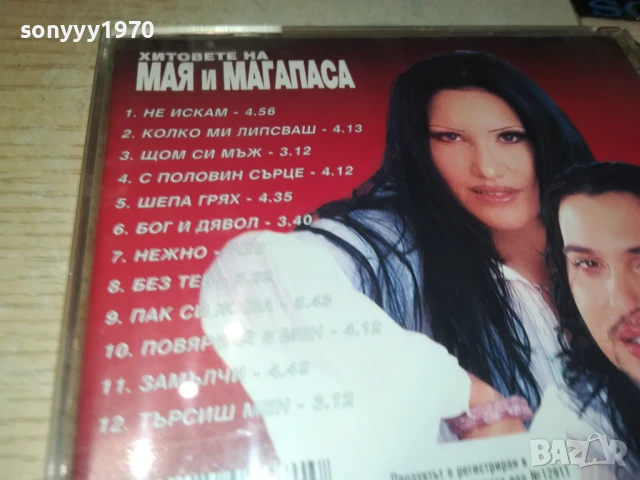 sonyyy1970
ХИТОВЕТЕ НА
МАЯ и МАГАПАСА
1. НЕ ИСКАМ - 4.56
2. КОЛКО МИ ЛИПСВАШ - 4.13
3. ЩОМ СИ МЪЖ - 3.12
4. С ПОЛОВИН СЪРЦЕ - 4.12
5. ШЕПА ГРЯХ - 4.35
6. БОГ И ДЯВОЛ - 3.40
7. НЕЖНО -
8. БЕЗ
9. ПАК СИ
10. В МЕН - 4.12
11. ЗАМЪЛЧИ - 4.49
12. ТЪРСИШ МЕН - 3.12
Продуктът е регистриран в
№12911
BAZAR